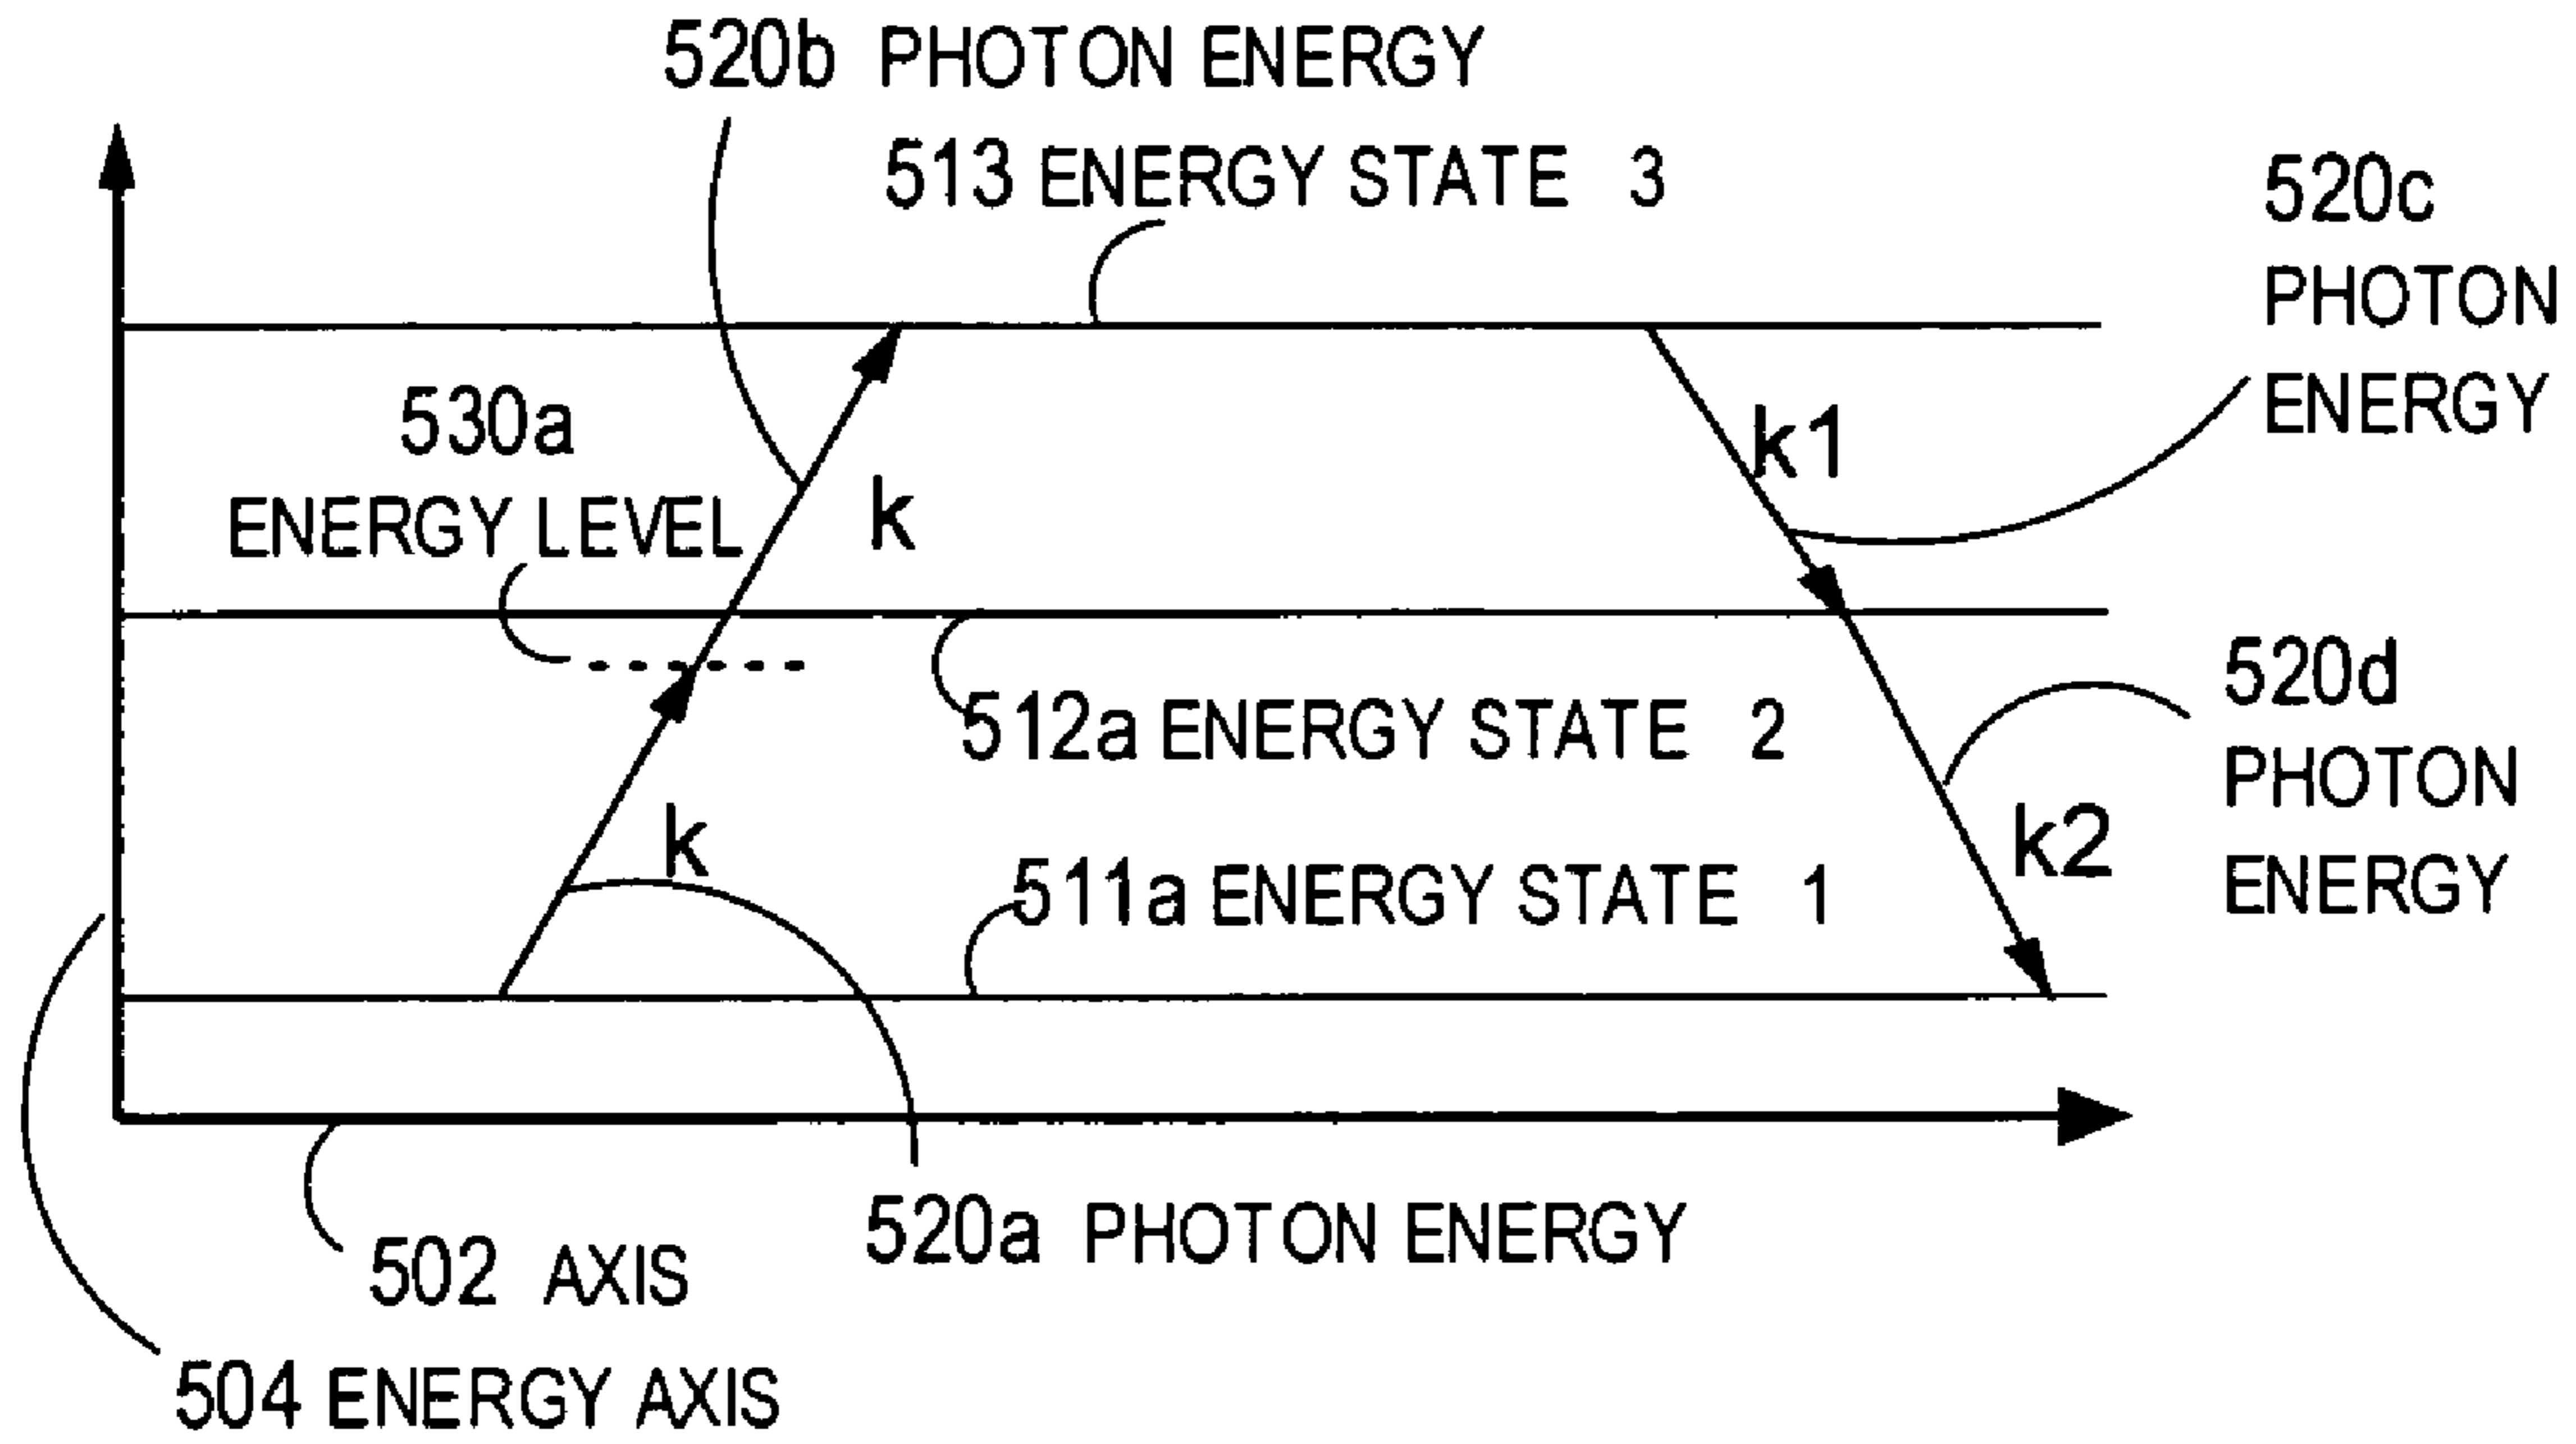 520b PHOTON ENERGY
513 ENERGY STATE 3
520c
PHOTON
ENERGY
530a
ENERGY LEVEL
k
k1
512a ENERGY STATE 2
520d
PHOTON
ENERGY
k
k2
511a ENERGY STATE 1
520a PHOTON ENERGY
502 AXIS
504 ENERGY AXIS